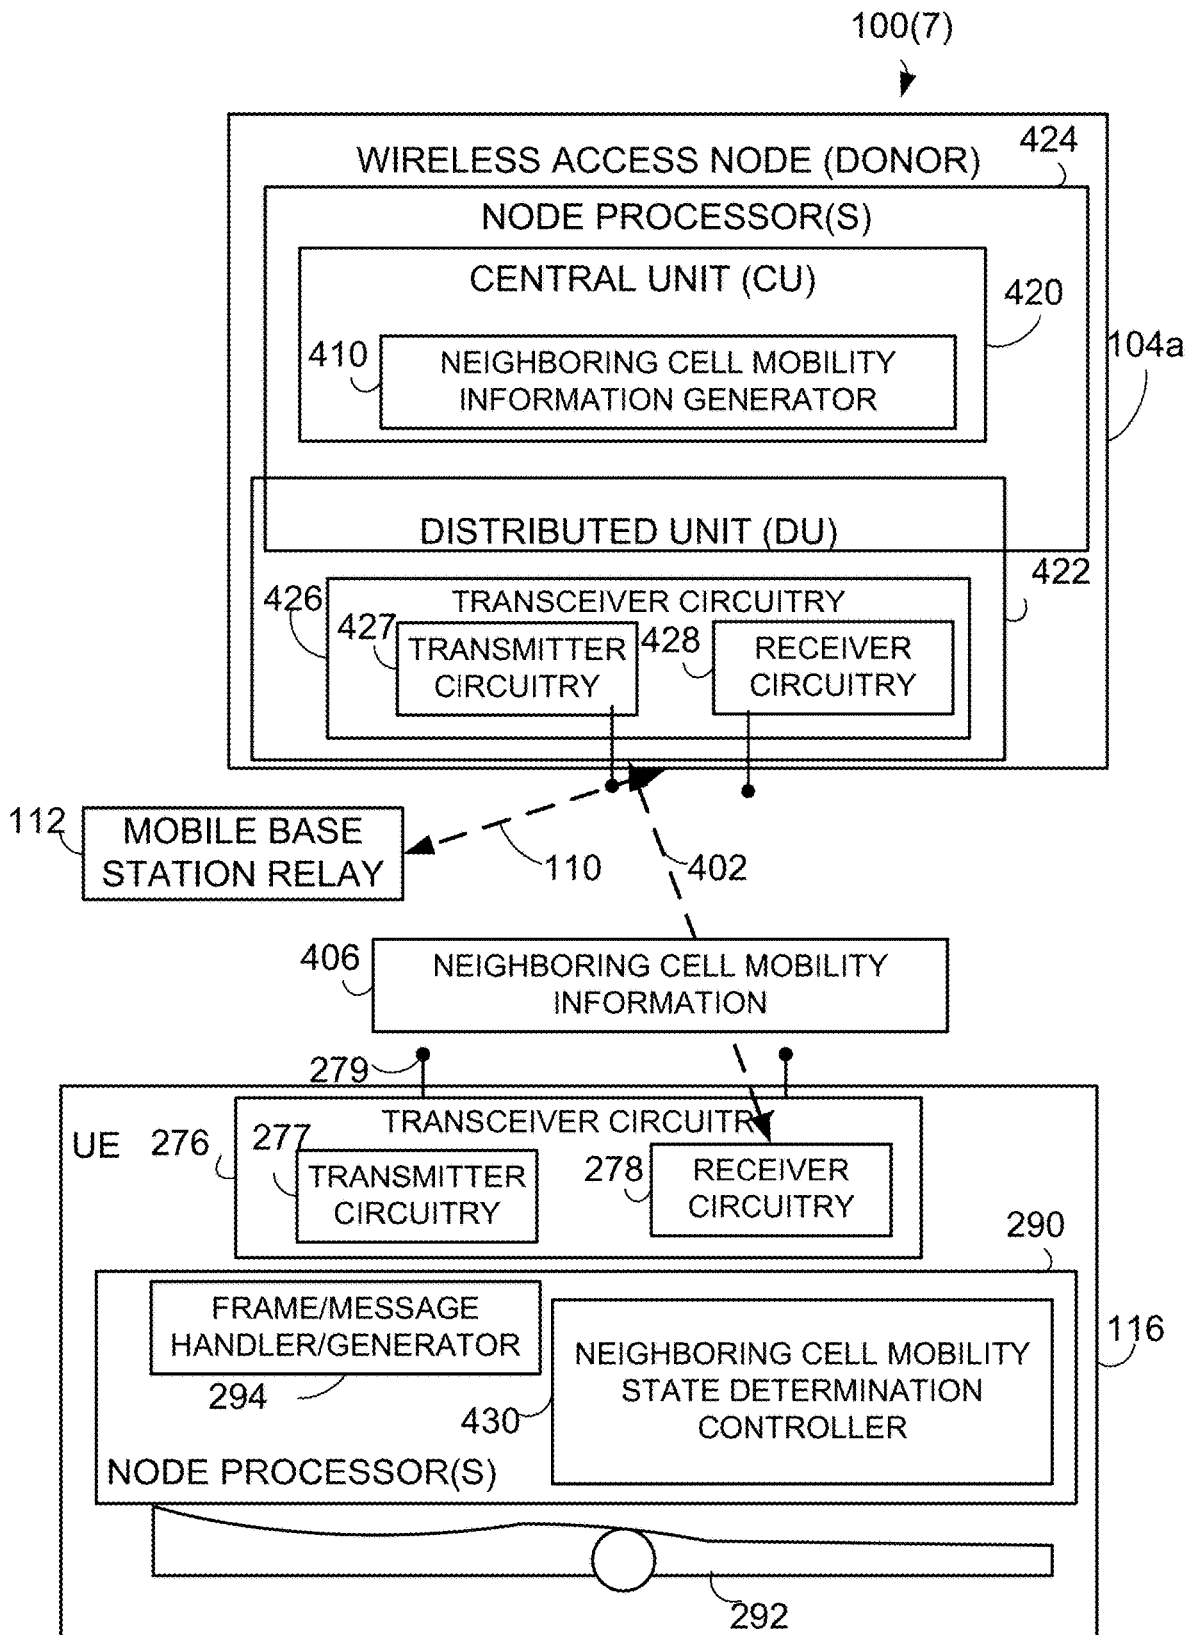 100(7)
WIRELESS ACCESS NODE (DONOR)
424
NODE PROCESSOR(S)
CENTRAL UNIT (CU)
420
410
NEIGHBORING CELL MOBILITY
INFORMATION GENERATOR
104a
DISTRIBUTED UNIT (DU)
422
426
TRANSCEIVER CIRCUITRY
427
TRANSMITTER
CIRCUITRY
428
RECEIVER
CIRCUITRY
112
MOBILE BASE
STATION RELAY
110
402
406
NEIGHBORING CELL MOBILITY
INFORMATION
279
UE
276
TRANSCEIVER CIRCUITRY
277
TRANSMITTER
CIRCUITRY
278
RECEIVER
CIRCUITRY
290
FRAME/MESSAGE
HANDLER/GENERATOR
294
430
NEIGHBORING CELL MOBILITY
STATE DETERMINATION
CONTROLLER
116
NODE PROCESSOR(S)
292